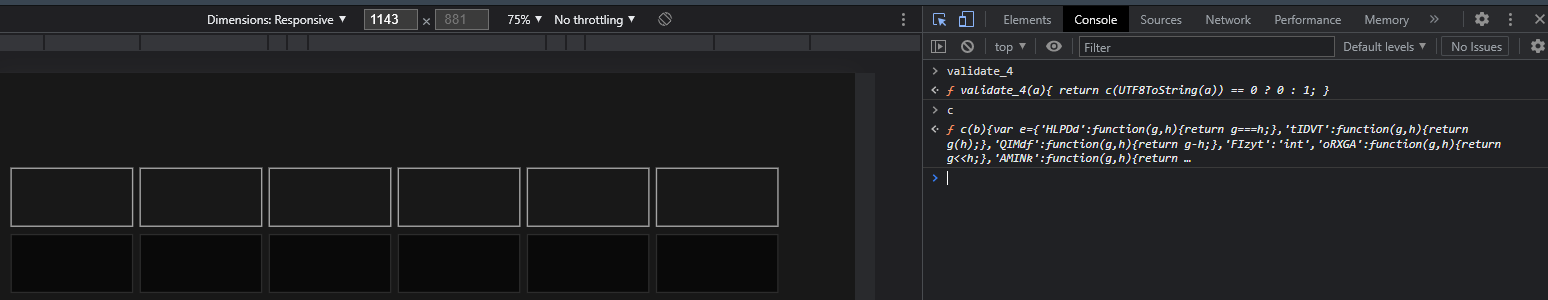 Dimensions: Responsive ▼ 1143 × 881 75% ▼ No throttling ▼
Elements Console Sources Network Performance Memory »
top ▼ Filter Default levels ▼ No Issues
> validate_4
ƒ validate_4(a){ return c(UTF8ToString(a)) == 0 ? 0 : 1; }
> c
ƒ c(b){var e={'HLPDd':function(g,h){return g===h;},'tIDVT':function(g,h){return
g(h);},'QIMdf':function(g,h){return g-h;},'FIzyt':'int','oRXGA':function(g,h){return
g<<h;},'AMINk':function(g,h){return …
>